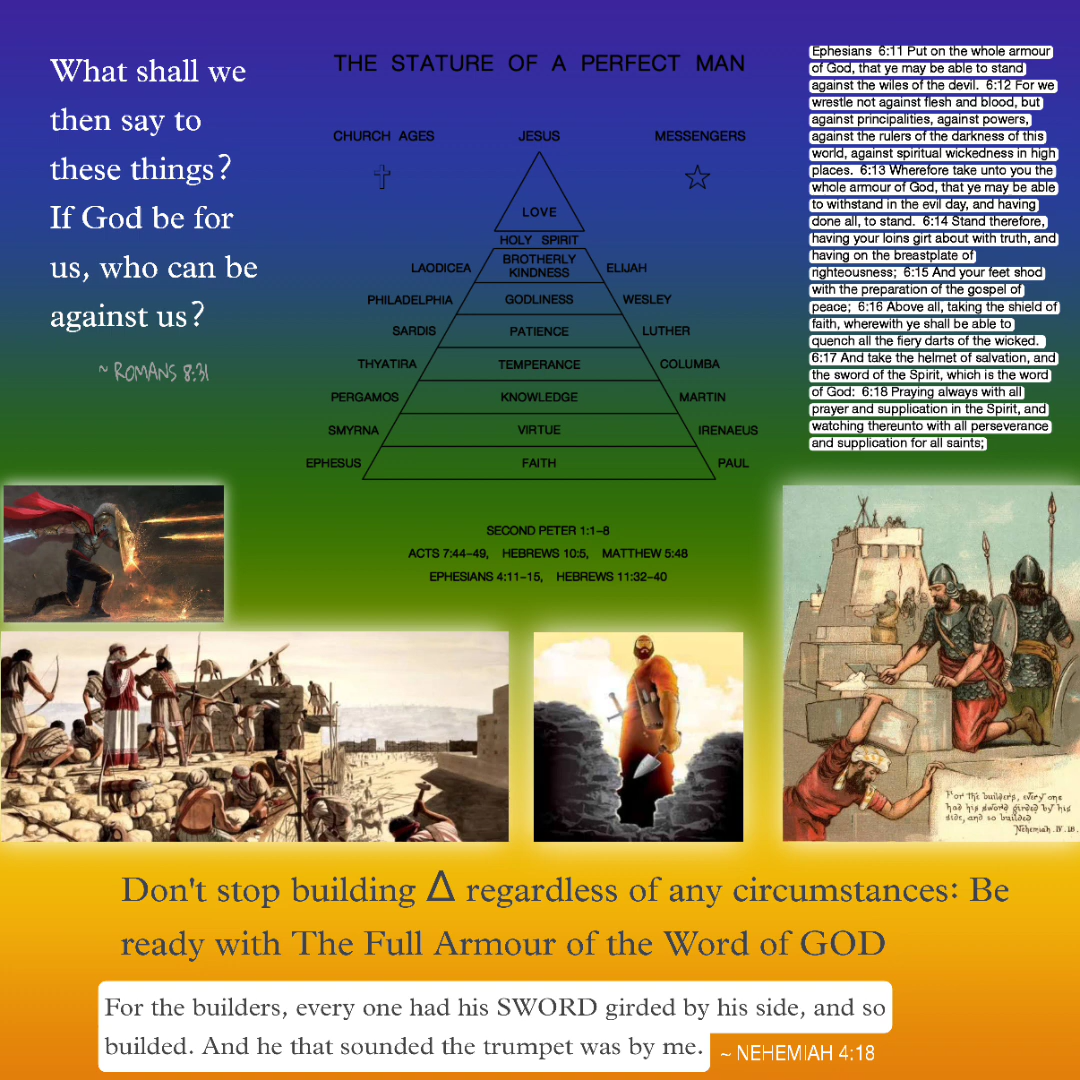 What shall we
then say to
these things?
If God be for
us, who can be
against us?
~ ROMANS 8:31
THE STATURE OF A PERFECT MAN
CHURCH AGES
JESUS
MESSENGERS
LOVE
HOLY SPIRIT
LAODICEA
BROTHERLY
KINDNESS
ELIJAH
PHILADELPHIA
GODLINESS
WESLEY
SARDIS
PATIENCE
LUTHER
THYATIRA
TEMPERANCE
COLUMBA
PERGAMOS
KNOWLEDGE
MARTIN
SMYRNA
VIRTUE
IRENAEUS
EPHESUS
FAITH
PAUL
SECOND PETER 1:1-8
ACTS 7:44-49, HEBREWS 10:5, MATTHEW 5:48
EPHESIANS 4:11-15, HEBREWS 11:32-40
Ephesians 6:11 Put on the whole armour
of God, that ye may be able to stand
against the wiles of the devil. 6:12 For we
wrestle not against flesh and blood, but
against principalities, against powers,
against the rulers of the darkness of this
world, against spiritual wickedness in high
places. 6:13 Wherefore take unto you the
whole armour of God, that ye may be able
to withstand in the evil day, and having
done all, to stand. 6:14 Stand therefore,
having your loins girt about with truth, and
having on the breastplate of
righteousness; 6:15 And your feet shod
with the preparation of the gospel of
peace; 6:16 Above all, taking the shield of
faith, wherewith ye shall be able to
quench all the fiery darts of the wicked.
6:17 And take the helmet of salvation, and
the sword of the Spirit, which is the word
of God: 6:18 Praying always with all
prayer and supplication in the Spirit, and
watching thereunto with all perseverance
and supplication for all saints;
For the builders, every one
had his sword girded by his
side, and so builded
Nehemiah. IV. 18.
Don't stop building Δ regardless of any circumstances: Be
ready with The Full Armour of the Word of GOD
For the builders, every one had his SWORD girded by his side, and so
builded. And he that sounded the trumpet was by me.
~ NEHEMIAH 4:18